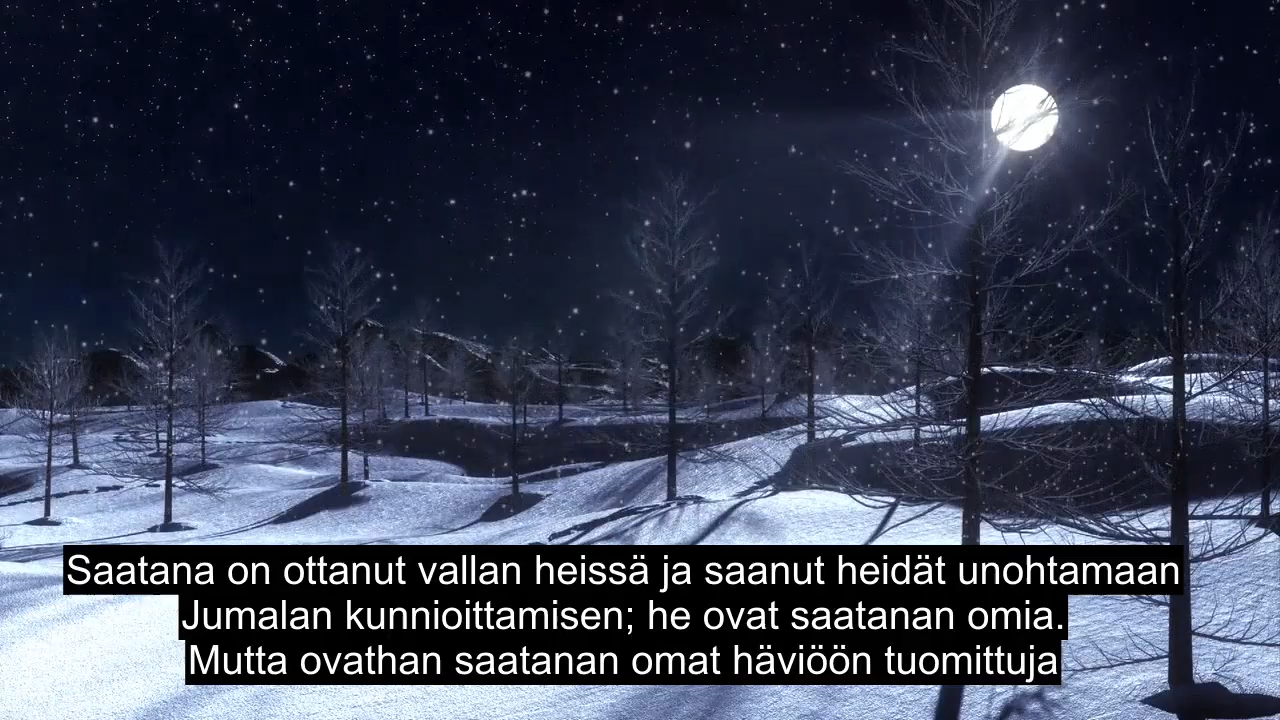 Saatana on ottanut vallan heissä ja saanut heidät unohtamaan
Jumalan kunnioittamisen; he ovat saatanan omia.
Mutta ovathan saatanan omat häviöön tuomittuja